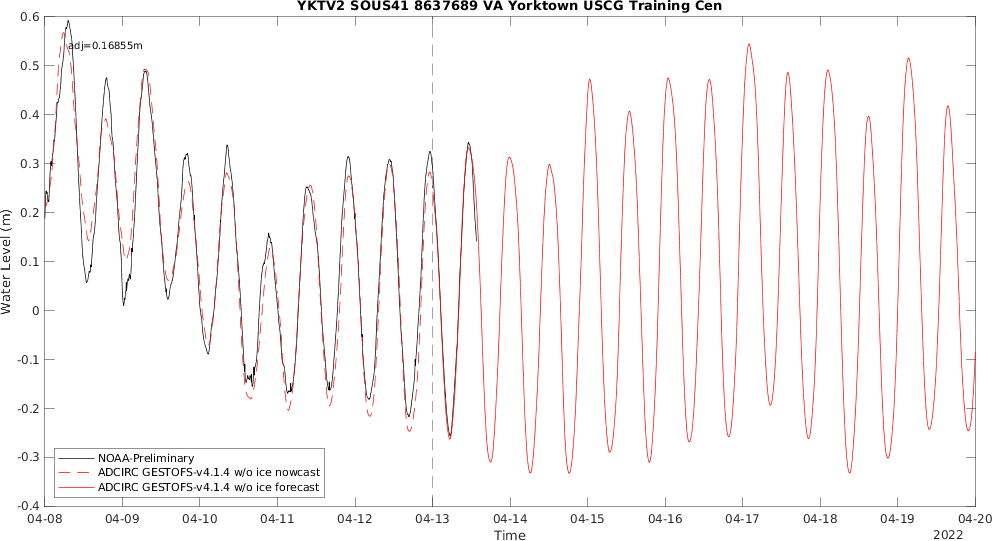 YKTV2 SOUS41 8637689 VA Yorktown USCG Training Cen
adj=0.16855m
0.6
0.5
0.4
0.3
0.2
0.1
0
-0.1
-0.2
-0.3
-0.4
Water Level (m)
NOAA-Preliminary
ADCIRC GESTOFS-v4.1.4 w/o ice nowcast
ADCIRC GESTOFS-v4.1.4 w/o ice forecast
04-08 04-09 04-10 04-11 04-12 04-13 04-14 04-15 04-16 04-17 04-18 04-19 04-20
Time
2022